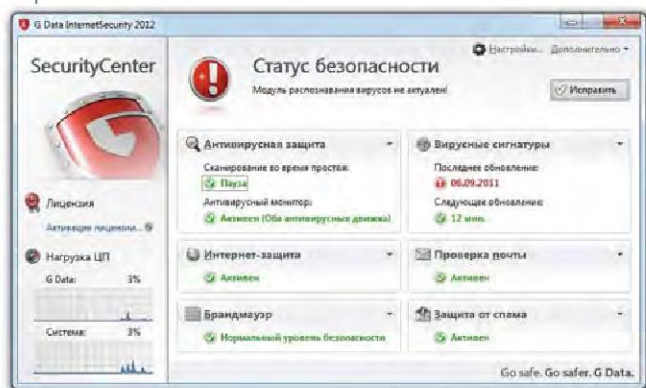 G Data InternetSecurity 2012
SecurityCenter
Лицензия
Активация лицензии...
Нагрузка ЦП
G Data: 3%
Система: 3%
Настройки... Дополнительно
Статус безопасности
Модуль распознавания вирусов не актуален!
Исправить
Антивирусная защита
Сканирование во время простоя:
Пауза
Антивирусный монитор:
Активен (Оба антивирусных движка)
Вирусные сигнатуры
Последнее обновление:
06.09.2011
Следующее обновление:
12 мин.
Интернет-защита
Активен
Проверка почты
Активен
Брандмауэр
Нормальный уровень безопасности
Защита от спама
Активен
Go safe. Go safer. G Data.